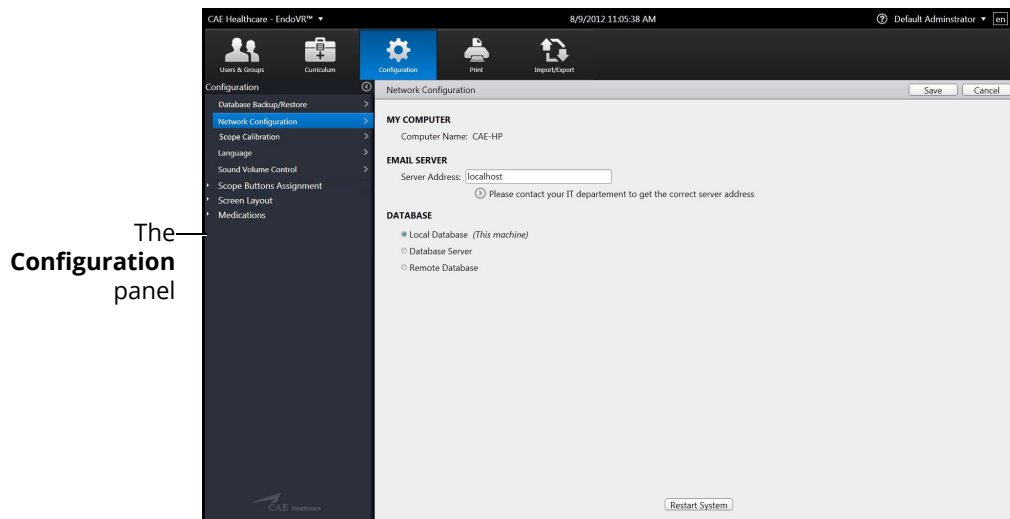 CAE Healthcare - EndoVR™ ▼ 8/9/2012 11:05:38 AM ? Default Adminstrator ▼ en
Users & Groups Curriculum Configuration Print Import/Export
Configuration
Database Backup/Restore
Network Configuration
Scope Calibration
Language
Sound Volume Control
Scope Buttons Assignment
Screen Layout
Medications
CAE Healthcare
Network Configuration Save Cancel
MY COMPUTER
Computer Name: CAE-HP
EMAIL SERVER
Server Address: localhost
Please contact your IT departement to get the correct server address
DATABASE
Local Database (This machine)
Database Server
Remote Database
Restart System
The
Configuration
panel